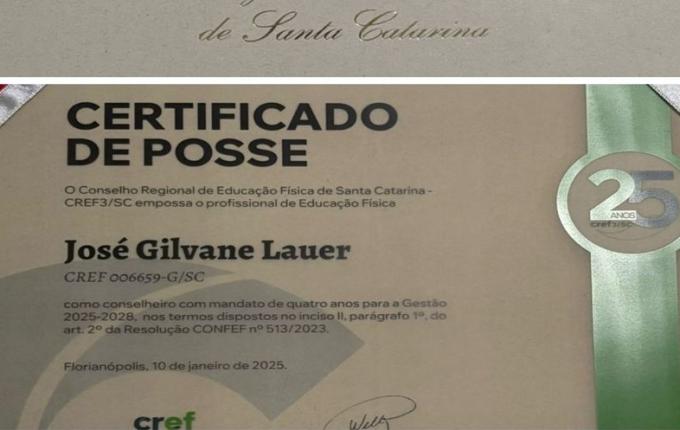 de Santa Catarina
CERTIFICADO
DE POSSE
O Conselho Regional de Educação Física de Santa Catarina -
CREF3/SC empossa o profissional de Educação Física
25
ANOS
cref3/SC
José Gilvane Lauer
CREF 006659-G/SC
como conselheiro com mandato de quatro anos para a Gestão
2025-2028, nos termos dispostos no inciso II, parágrafo 1º, do
art. 2º da Resolução CONFEF nº 513/2023.
Florianópolis, 10 de janeiro de 2025.
cref